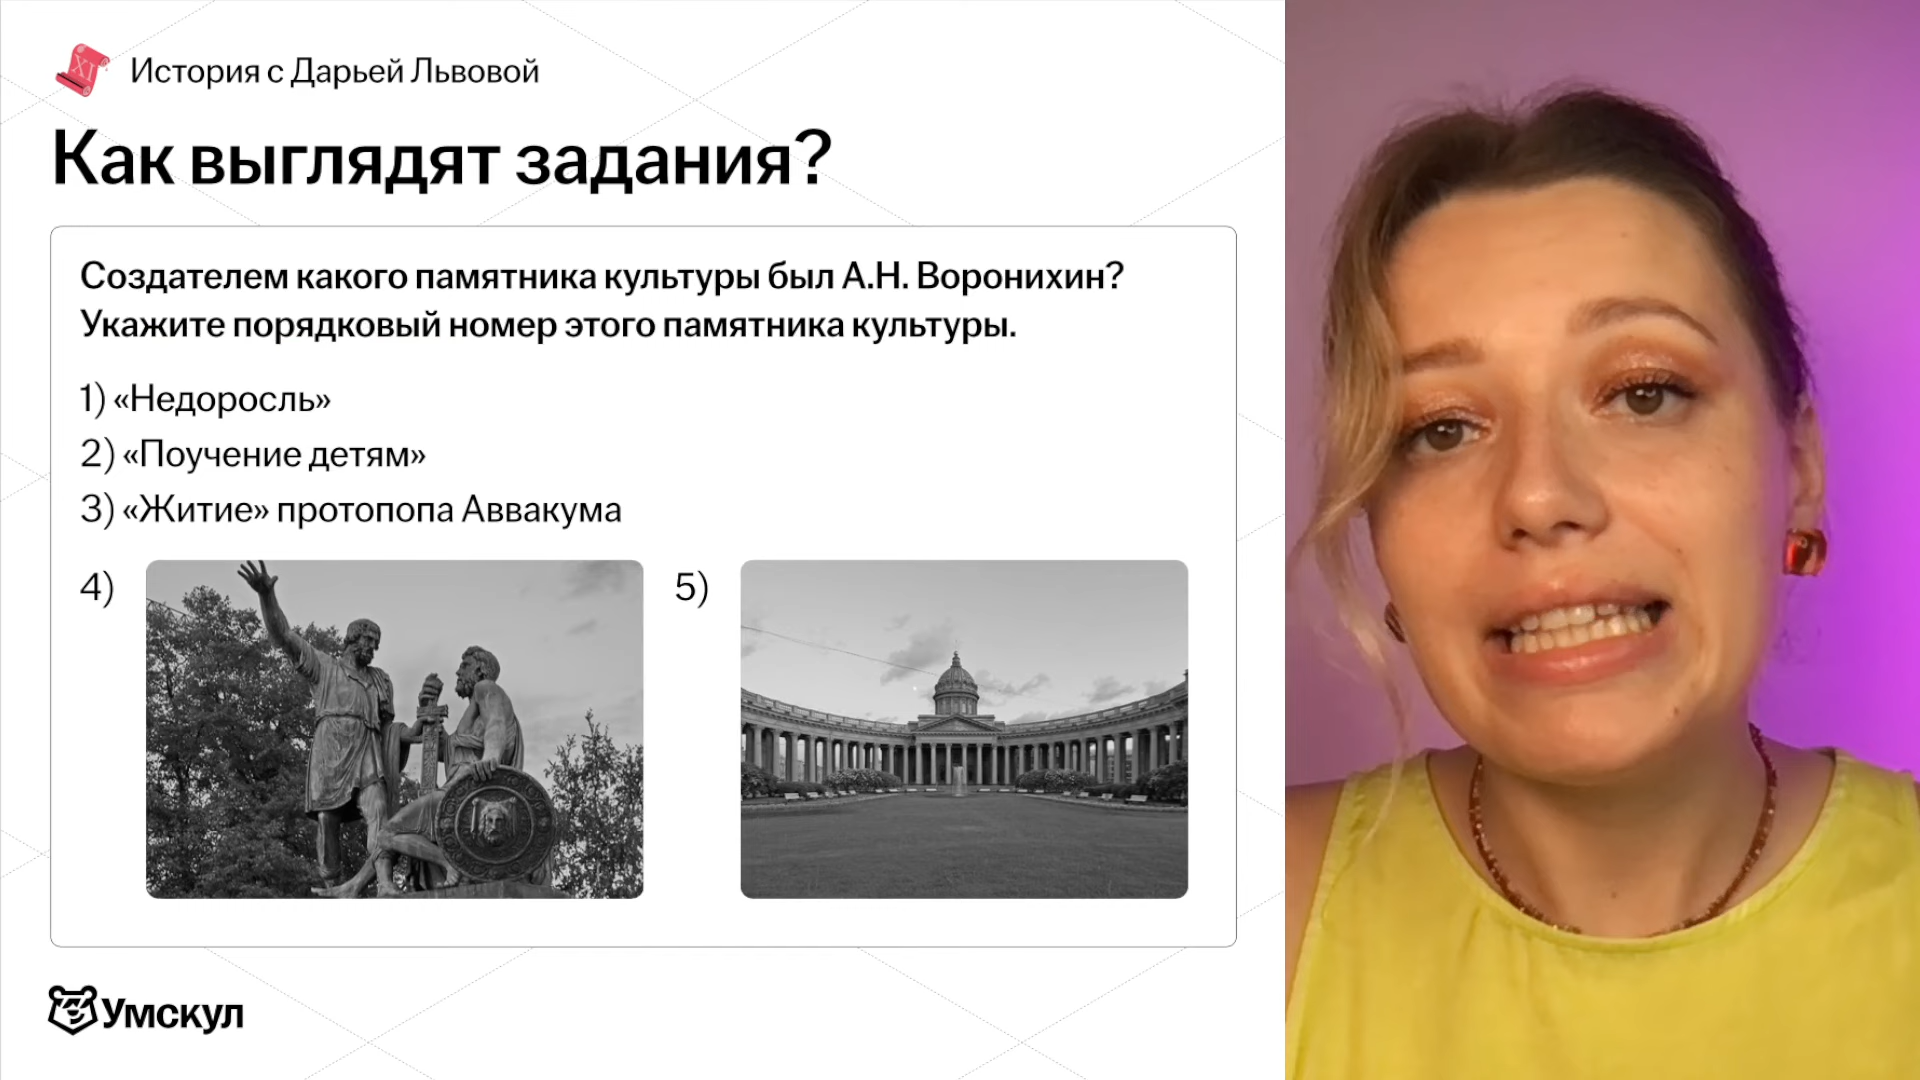 XI
История с Дарьей Львовой
Как выглядят задания?
Создателем какого памятника культуры был А.Н. Воронихин?
Укажите порядковый номер этого памятника культуры.
1) «Недоросль»
2) «Поучение детям»
3) «Житие» протопопа Аввакума
4)
5)
Умскул